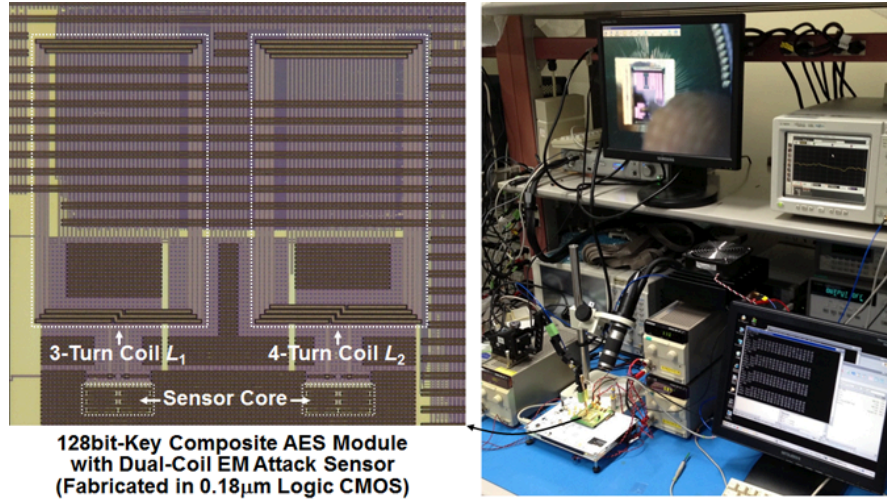 3-Turn Coil L1
4-Turn Coil L2
Sensor Core
128bit-Key Composite AES Module
with Dual-Coil EM Attack Sensor
(Fabricated in 0.18μm Logic CMOS)